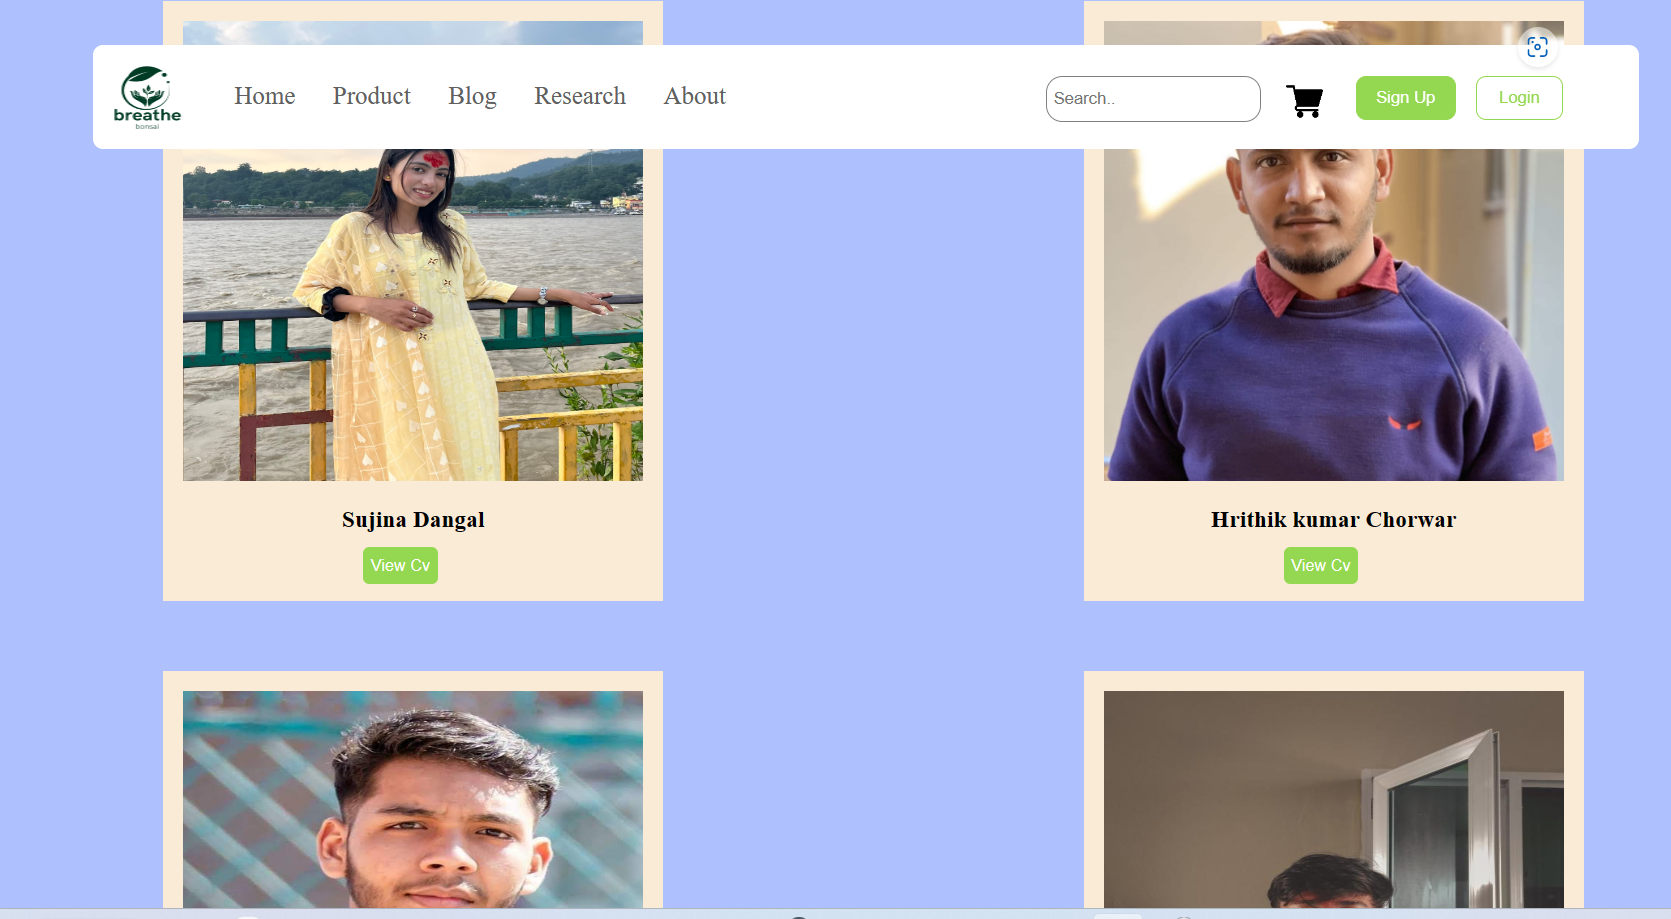 breathe
bonsai
Home Product Blog Research About
Search..
Sign Up
Login
Sujina Dangal
View Cv
Hrithik kumar Chorwar
View Cv